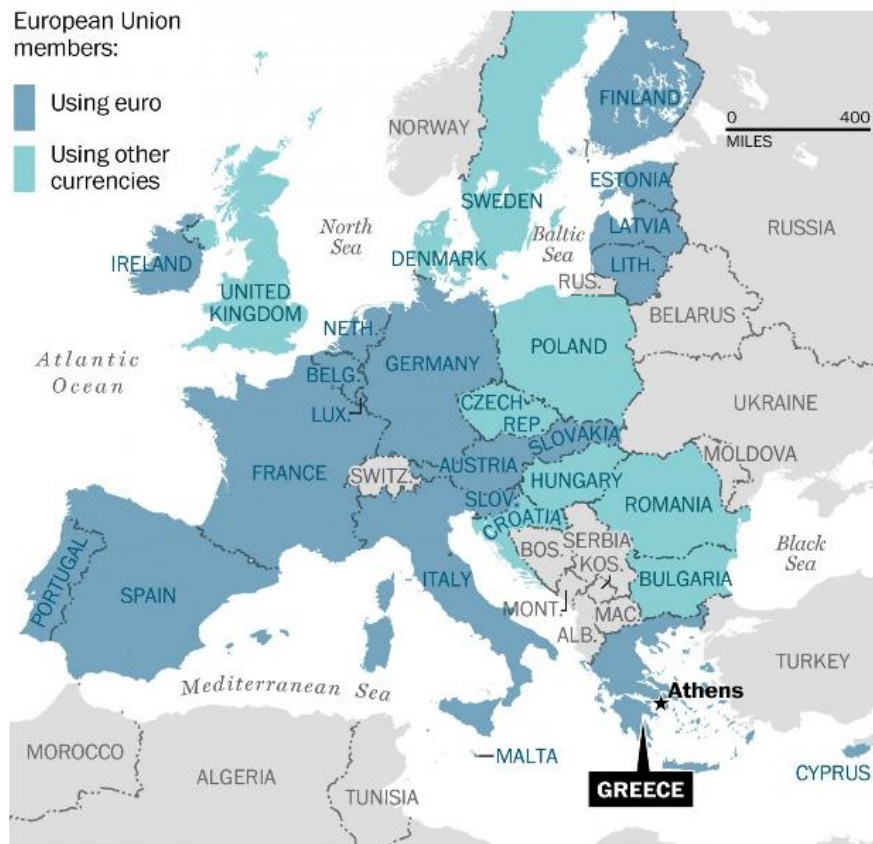 European Union
members:
Using euro
Using other
currencies
FINLAND
0 400
MILES
NORWAY
ESTONIA
SWEDEN
LATVIA
RUSSIA
North
Sea
Baltic
Sea
IRELAND
DENMARK
LITH.
RUS.
UNITED
KINGDOM
BELARUS
NETH.
POLAND
Atlantic
Ocean
GERMANY
BELG.
LUX.
CZECH
REP.
UKRAINE
SLOVAKIA
MOLDOVA
FRANCE
SWITZ.
AUSTRIA
HUNGARY
SLOV.
ROMANIA
CROATIA
BOS.
SERBIA
KOS.
Black
Sea
PORTUGAL
SPAIN
ITALY
BULGARIA
MONT.
MAC.
ALB.
TURKEY
Mediterranean Sea
Athens
MOROCCO
ALGERIA
TUNISIA
MALTA
GREECE
CYPRUS